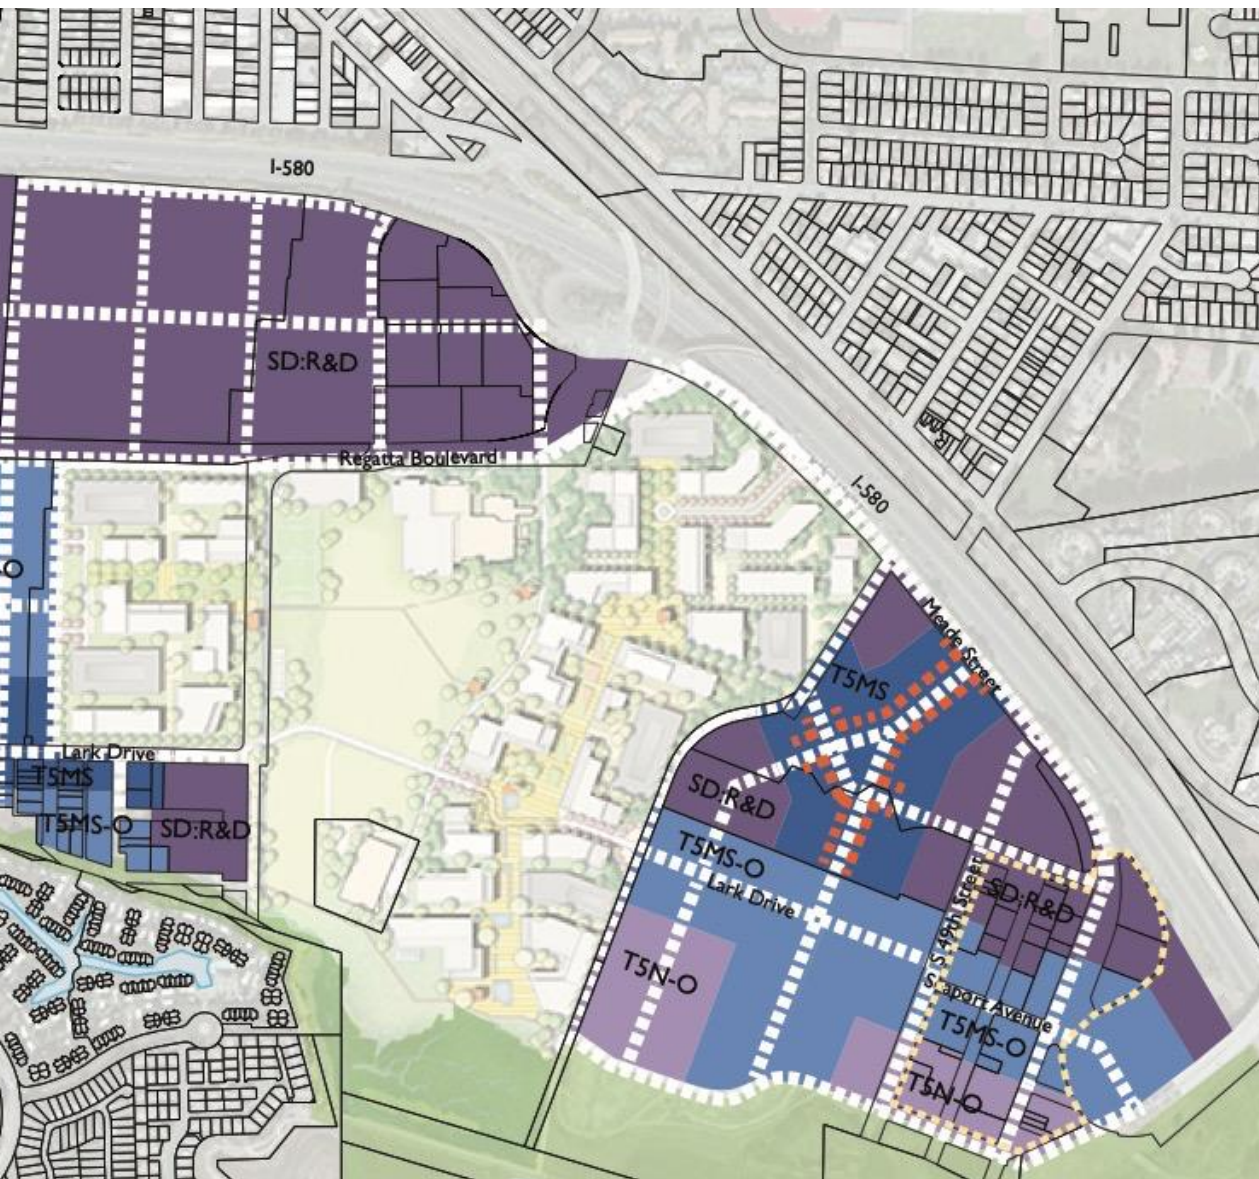 I-580
SD:R&D
Regatta Boulevard
I-580
-O
Meade Street
T5MS
Lark Drive
T5MS
SD:R&D
T5MS-O
SD:R&D
T5MS-O
Lark Drive
SD:R&D
S 49th Street
T5N-O
Seaport Avenue
T5MS-O
T5N-O